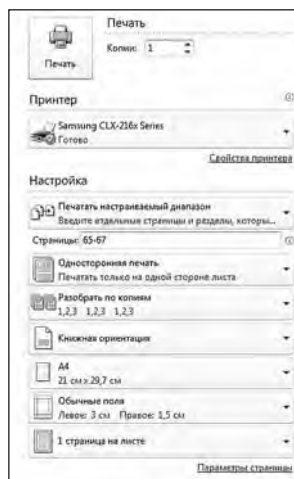 Печать
Копии: 1
Печать
Принтер
Samsung CLX-216x Series
Готово
Свойства принтера
Настройка
Печатать настраиваемый диапазон
Введите отдельные страницы и разделы, которы...
Страницы: 65-67
Односторонняя печать
Печатать только на одной стороне листа
Разобрать по копиям
1,2,3 1,2,3 1,2,3
Книжная ориентация
A4
21 см x 29,7 см
Обычные поля
Левое: 3 см Правое: 1,5 см
1 страница на листе
Параметры страницы